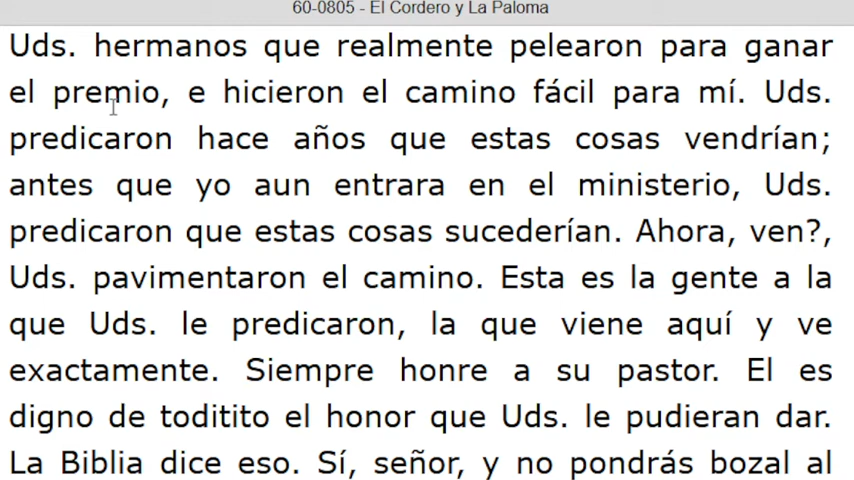 60-0805 - El Cordero y La Paloma
Uds. hermanos que realmente pelearon para ganar
el premio, e hicieron el camino fácil para mí. Uds.
predicaron hace años que estas cosas vendrían;
antes que yo aun entrara en el ministerio, Uds.
predicaron que estas cosas sucederían. Ahora, ven?,
Uds. pavimentaron el camino. Esta es la gente a la
que Uds. le predicaron, la que viene aquí y ve
exactamente. Siempre honre a su pastor. El es
digno de toditito el honor que Uds. le pudieran dar.
La Biblia dice eso. Sí, señor, y no pondrás bozal al